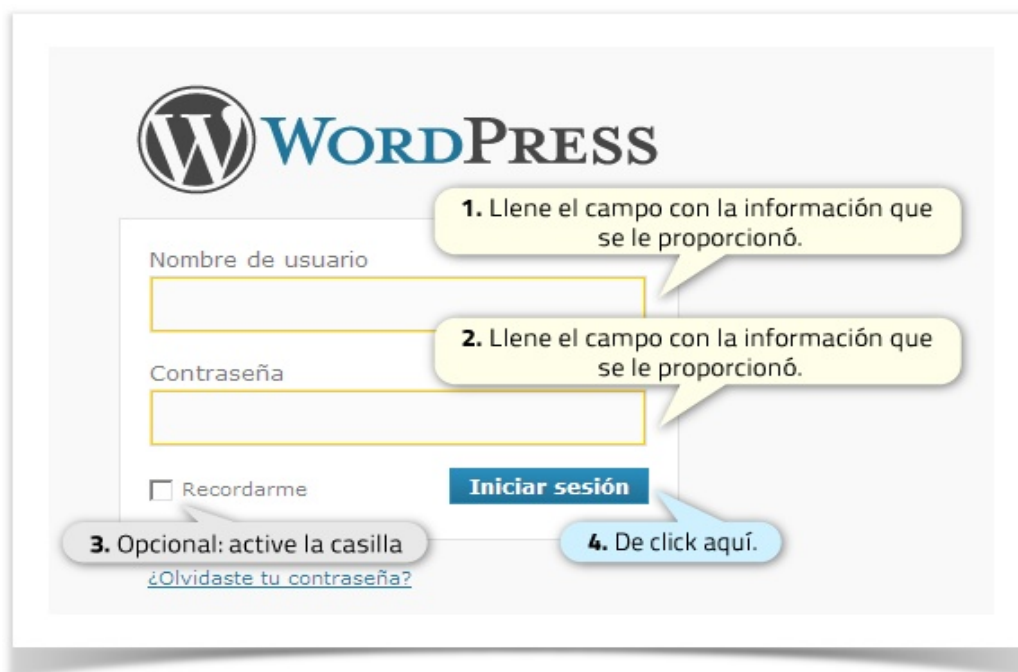 WORDPRESS
1. Llene el campo con la información que
se le proporcionó.
Nombre de usuario
2. Llene el campo con la información que
se le proporcionó.
Contraseña
Recordarme
Iniciar sesión
3. Opcional: active la casilla
4. De click aquí.
¿Olvidaste tu contraseña?